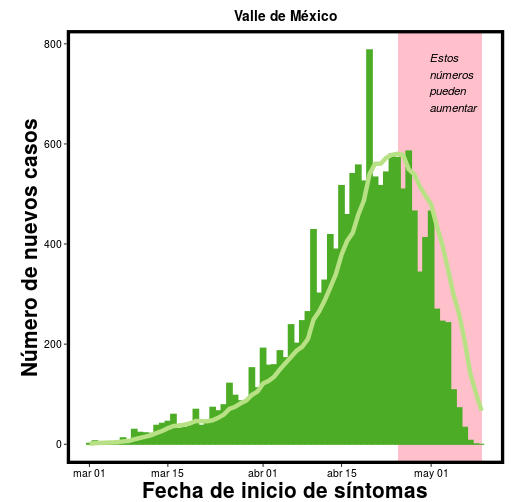 Valle de México
Estos
números
pueden
aumentar
Número de nuevos casos
800
600
400
200
0
mar 01 mar 15 abr 01 abr 15 may 01
Fecha de inicio de síntomas